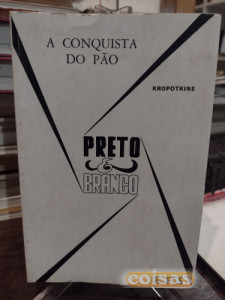 A CONQUISTA
DO PÃO
KROPOTKINE
PRETO
&
BRANCO
coisas